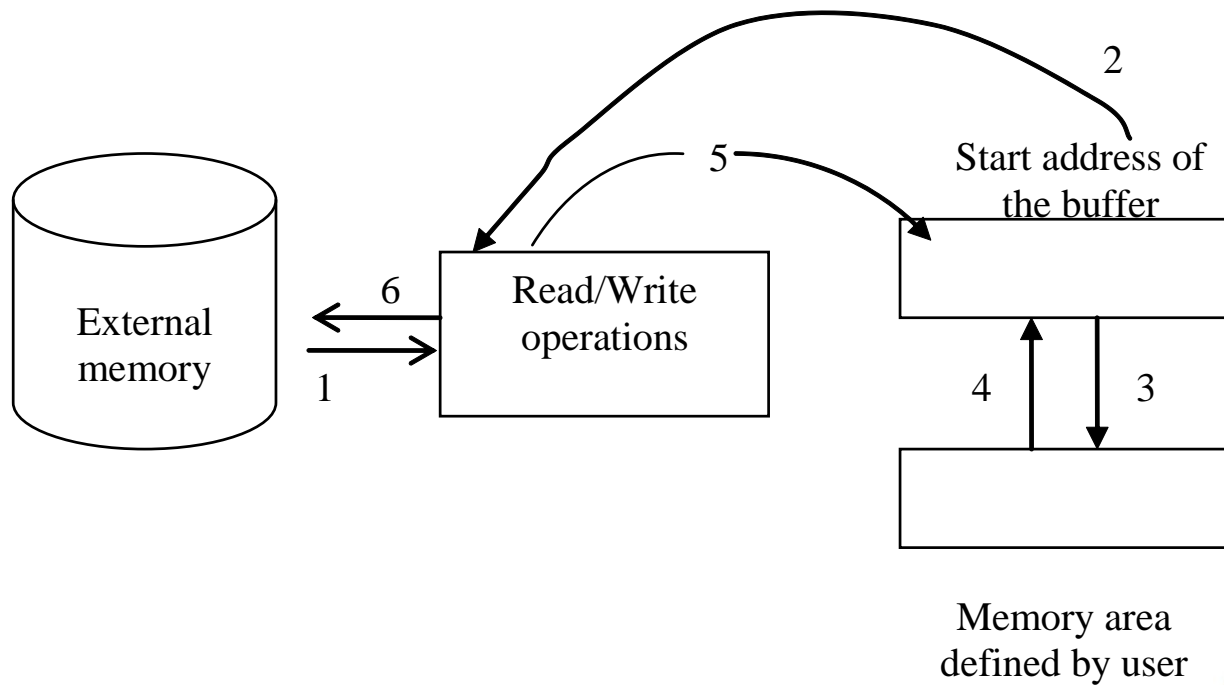 2
Start address of
the buffer
5
External
memory
6
1
Read/Write
operations
4
3
Memory area
defined by user